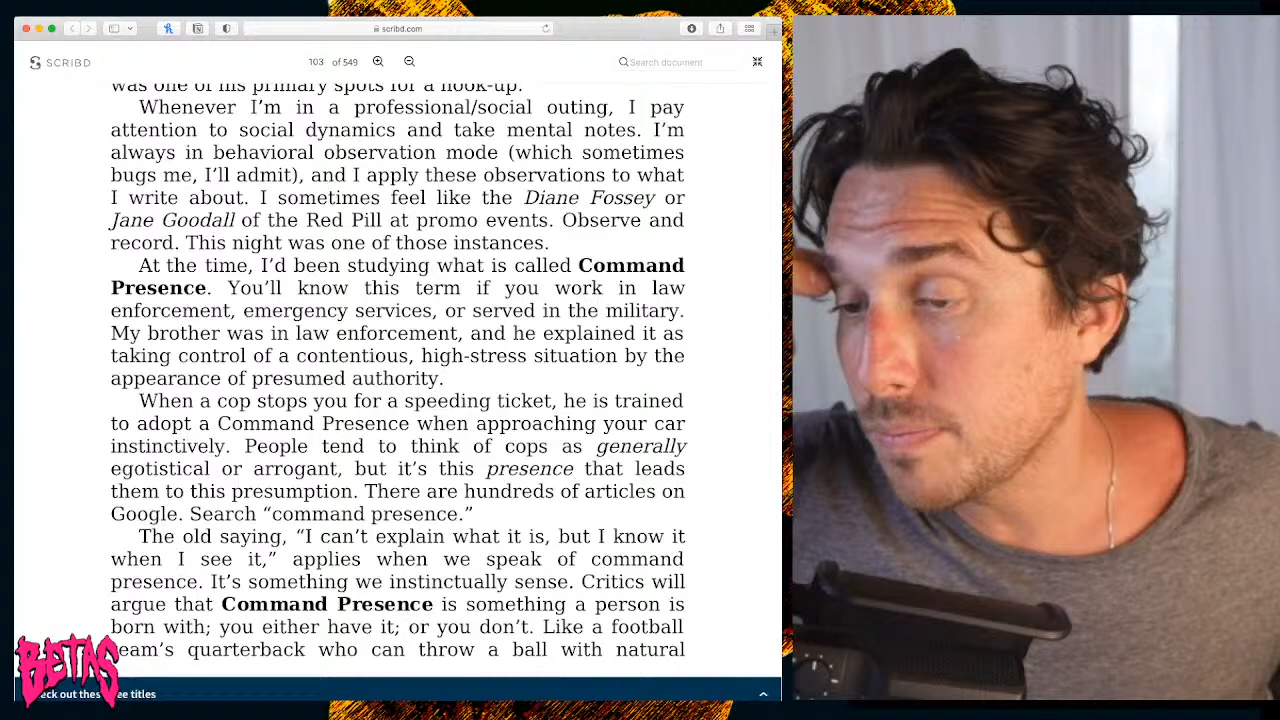 scribd.com
SCRIBD
103 of 549
Search document
was one of his primary spots for a hook-up.
Whenever I’m in a professional/social outing, I pay
attention to social dynamics and take mental notes. I’m
always in behavioral observation mode (which sometimes
bugs me, I’ll admit), and I apply these observations to what
I write about. I sometimes feel like the Diane Fossey or
Jane Goodall of the Red Pill at promo events. Observe and
record. This night was one of those instances.
At the time, I’d been studying what is called Command
Presence. You’ll know this term if you work in law
enforcement, emergency services, or served in the military.
My brother was in law enforcement, and he explained it as
taking control of a contentious, high-stress situation by the
appearance of presumed authority.
When a cop stops you for a speeding ticket, he is trained
to adopt a Command Presence when approaching your car
instinctively. People tend to think of cops as generally
egotistical or arrogant, but it’s this presence that leads
them to this presumption. There are hundreds of articles on
Google. Search “command presence.”
The old saying, “I can’t explain what it is, but I know it
when I see it,” applies when we speak of command
presence. It’s something we instinctually sense. Critics will
argue that Command Presence is something a person is
born with; you either have it; or you don’t. Like a football
team’s quarterback who can throw a ball with natural
BETAS
eck out thes ee titles